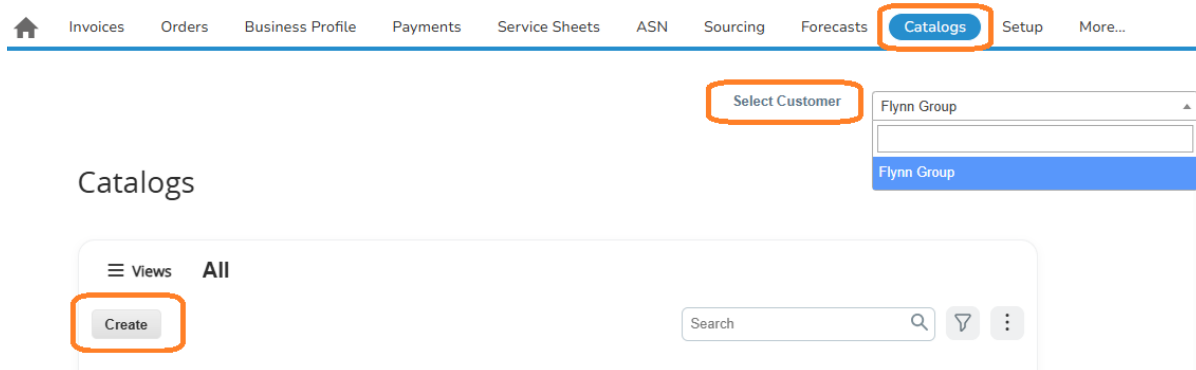 Invoices Orders Business Profile Payments Service Sheets ASN Sourcing Forecasts Catalogs Setup More...
Select Customer Flynn Group
Flynn Group
Catalogs
Views All
Create Search